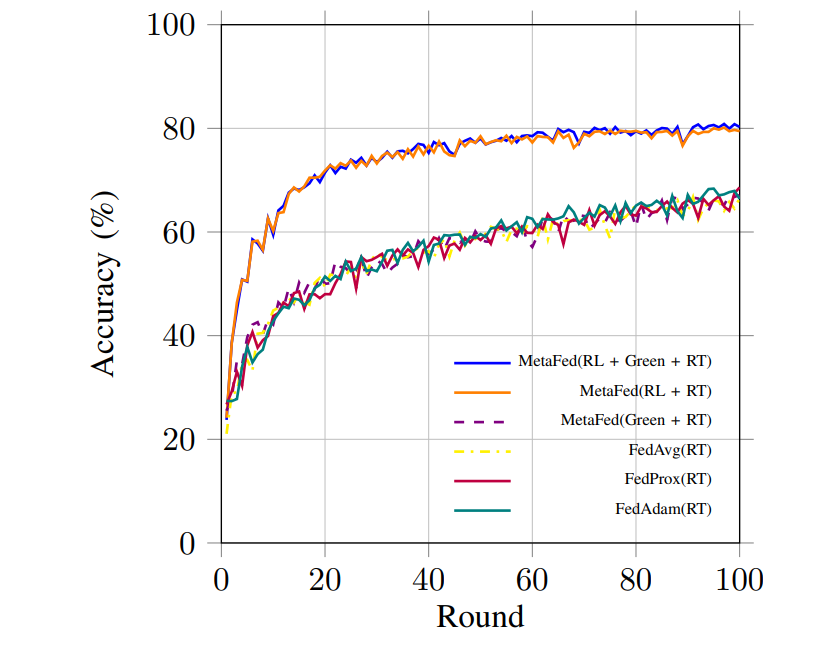 100
80
60
40
20
0
Accuracy (%)
MetaFed(RL + Green + RT)
MetaFed(RL + RT)
MetaFed(Green + RT)
FedAvg(RT)
FedProx(RT)
FedAdam(RT)
0 20 40 60 80 100
Round